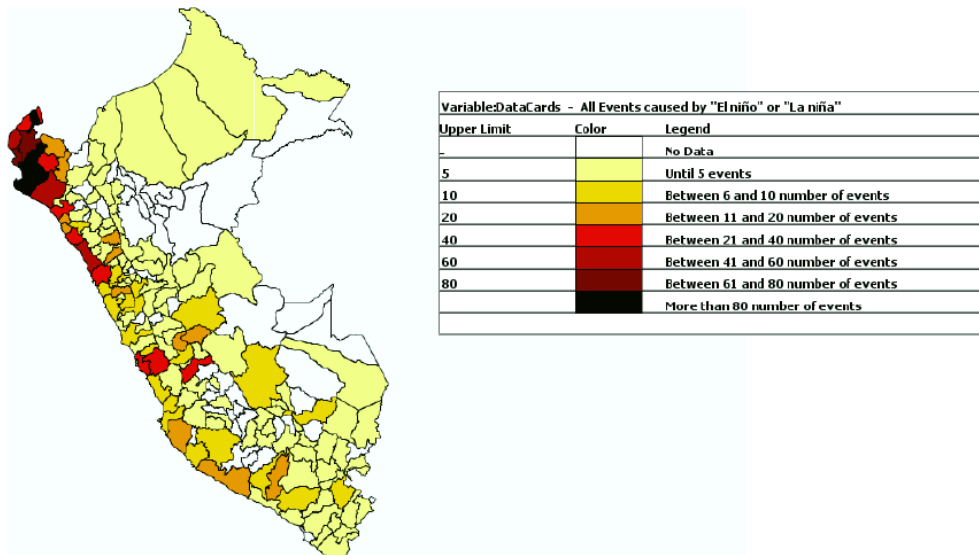 Variable:DataCards - All Events caused by "El niño" or "La niña"
Upper Limit Color Legend
- No Data
5 Until 5 events
10 Between 6 and 10 number of events
20 Between 11 and 20 number of events
40 Between 21 and 40 number of events
60 Between 41 and 60 number of events
80 Between 61 and 80 number of events
More than 80 number of events